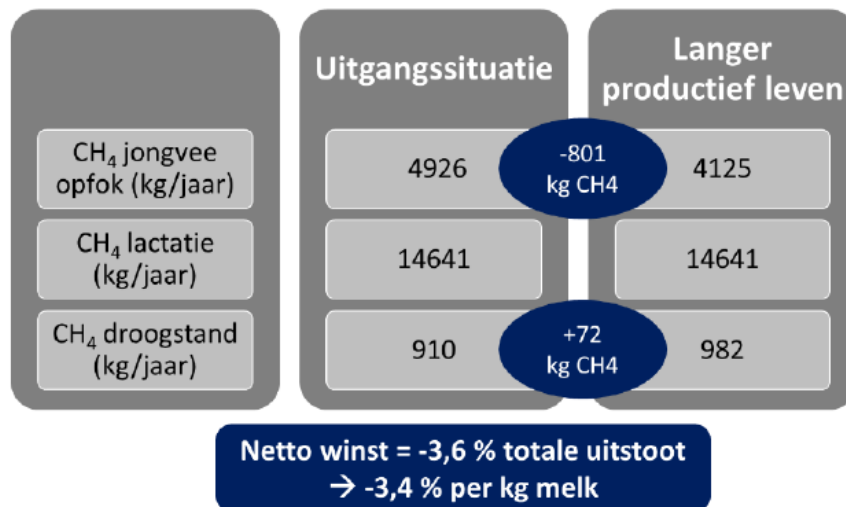 Uitgangssituatie
Langer
productief leven
CH₄ jongvee
opfok (kg/jaar)
4926
-801
kg CH4
4125
CH₄ lactatie
(kg/jaar)
14641
14641
CH₄ droogstand
(kg/jaar)
910
+72
kg CH4
982
Netto winst = -3,6 % totale uitstoot
→ -3,4 % per kg melk